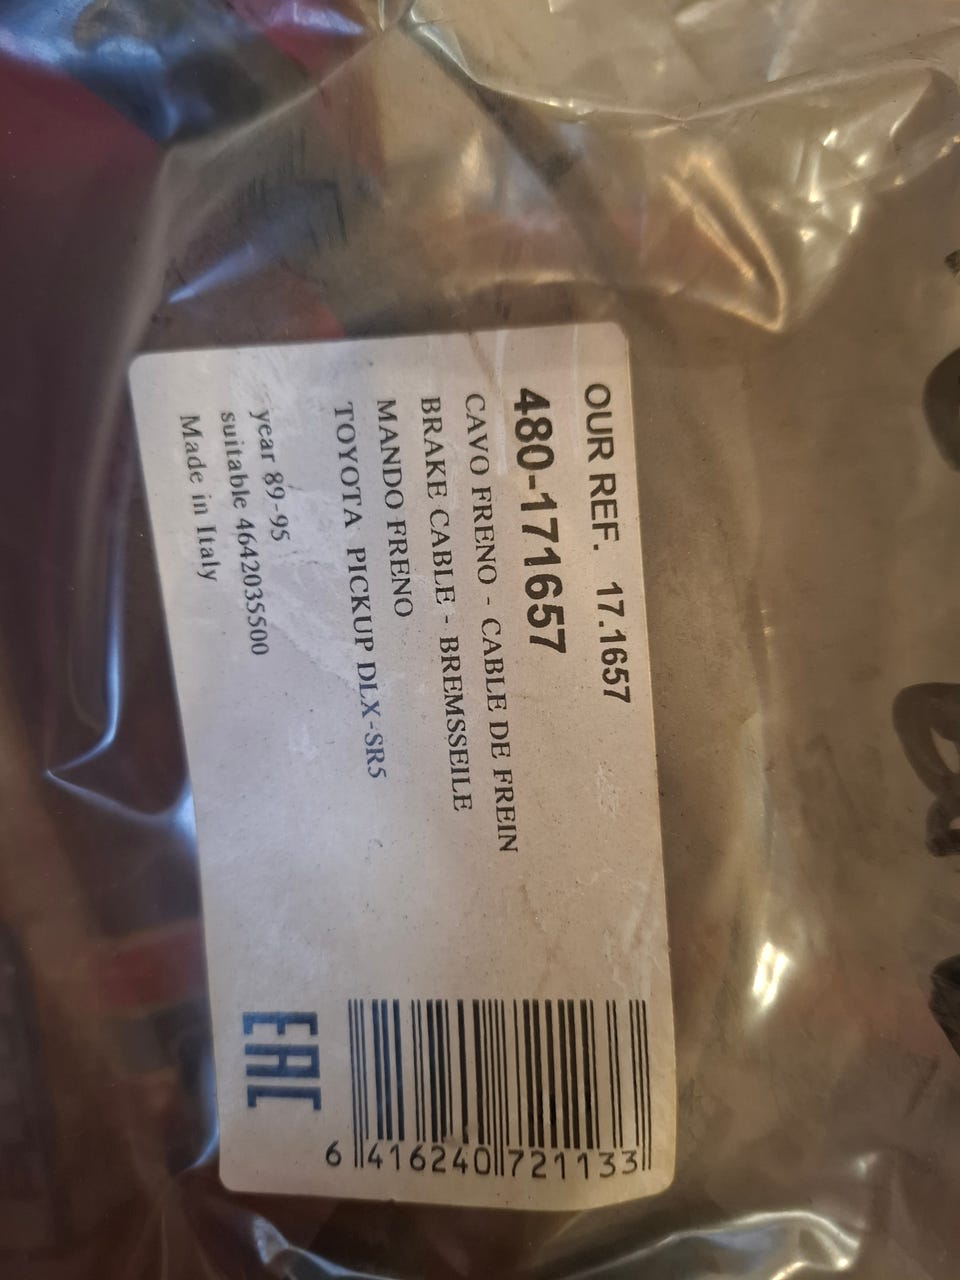 OUR REF. 17.1657
480-171657
CAVO FRENO - CABLE DE FREIN
BRAKE CABLE - BREMSSEILE
MANDO FRENO
TOYOTA PICKUP DLX-SR5
year 89-95
suitable 4642035500
Made in Italy
EAC
6 416240 721133